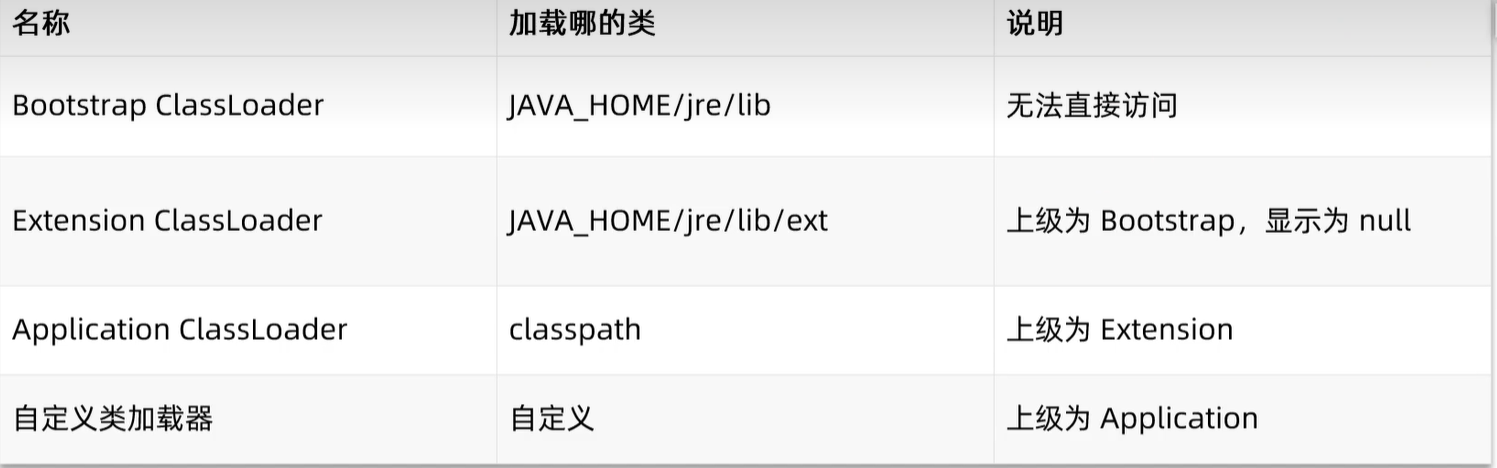 名称 加载哪的类 说明
Bootstrap ClassLoader JAVA_HOME/jre/lib 无法直接访问
Extension ClassLoader JAVA_HOME/jre/lib/ext 上级为 Bootstrap，显示为 null
Application ClassLoader classpath 上级为 Extension
自定义类加载器 自定义 上级为 Application